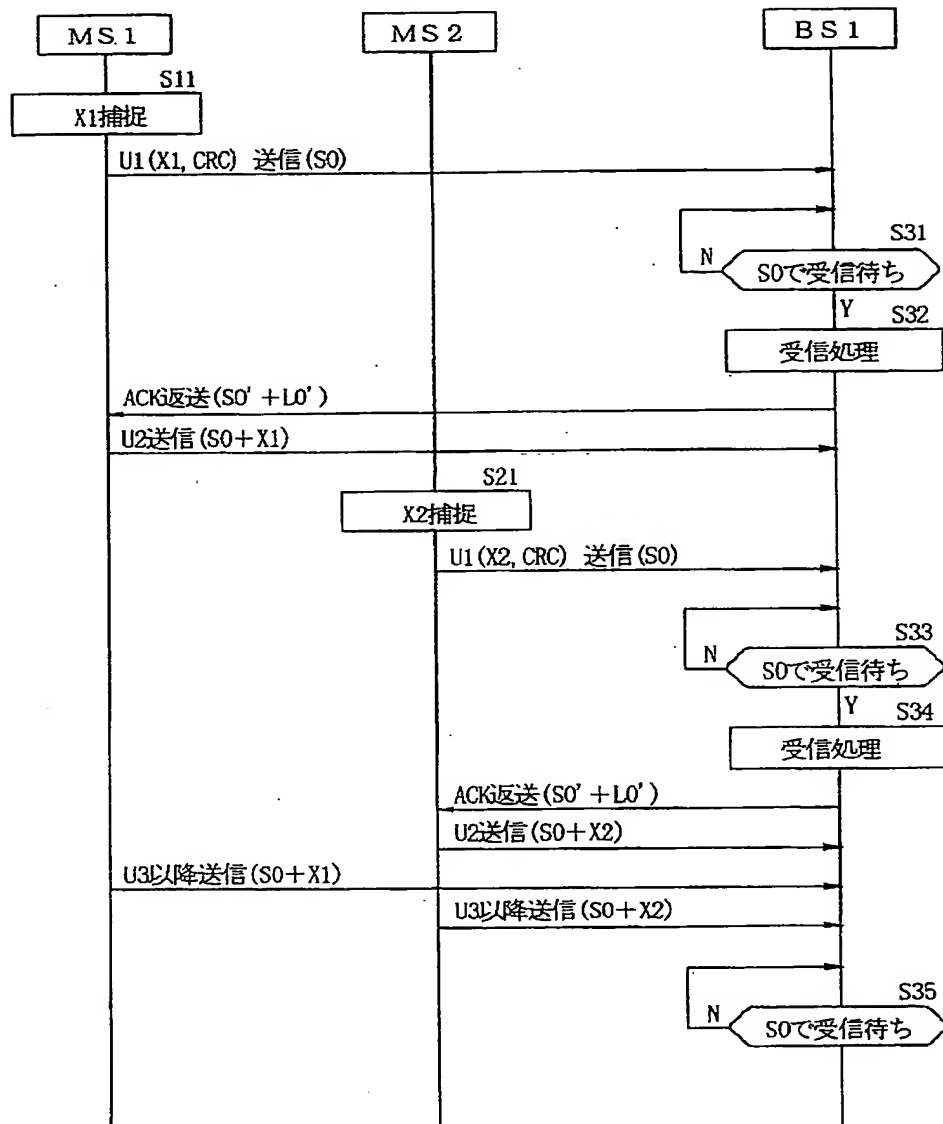 MS.1
MS2
BS1
S11
X1捕捉
U1(X1, CRC) 送信(S0)
S31
N
S0で受信待ち
Y
S32
受信処理
ACK返送(S0'+L0')
U2送信(S0+X1)
S21
X2捕捉
U1(X2, CRC) 送信(S0)
S33
N
S0で受信待ち
Y
S34
受信処理
ACK返送(S0'+L0')
U2送信(S0+X2)
U3以降送信(S0+X1)
U3以降送信(S0+X2)
S35
N
S0で受信待ち